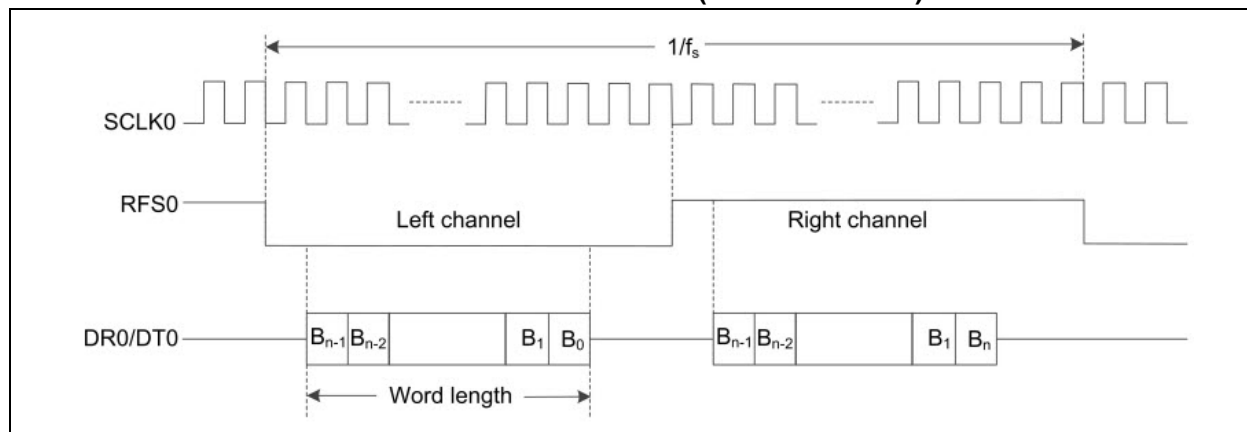 1/fs
SCLK0
RFS0
Left channel
Right channel
DR0/DT0
Bn-1 Bn-2 B1 B0 Bn-1 Bn-2 B1 Bn
Word length